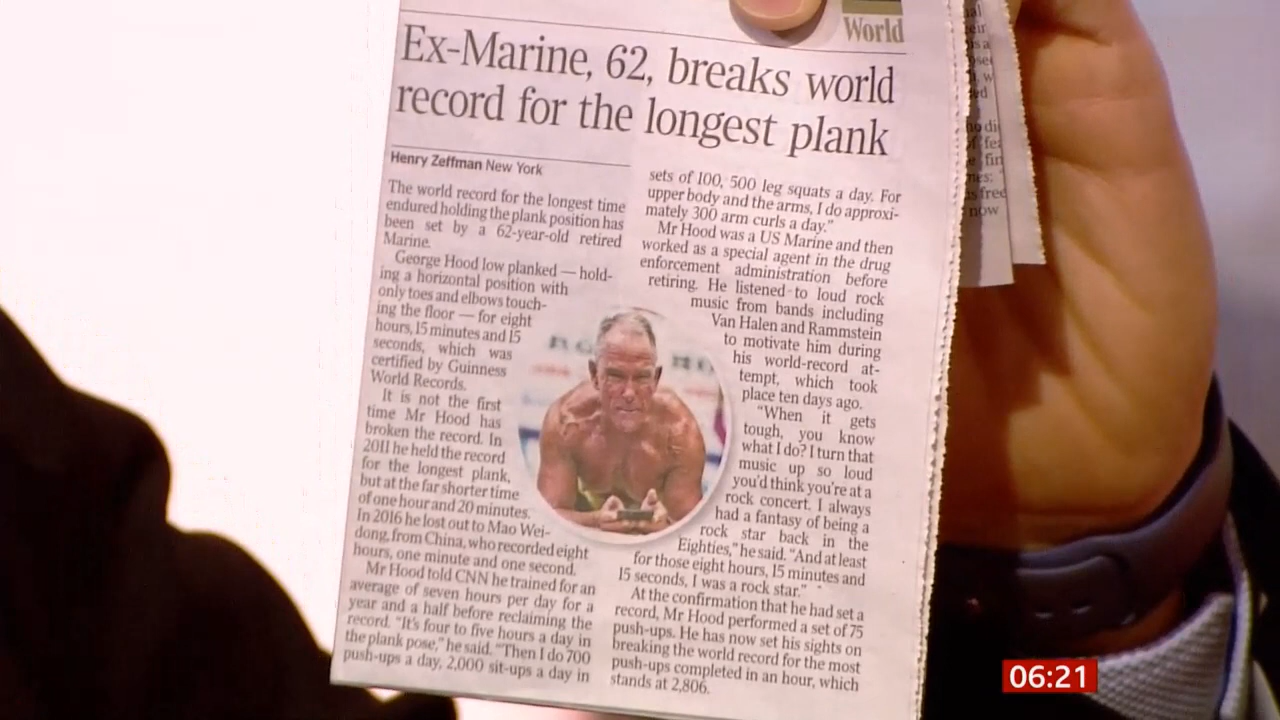 World
Ex-Marine, 62, breaks world
record for the longest plank
Henry Zeffman New York
The world record for the longest time
endured holding the plank position has
been set by a 62-year-old retired
Marine.
George Hood low planked — hold-
ing a horizontal position with
only toes and elbows touch-
ing the floor — for eight
hours, 15 minutes and 15
seconds, which was
certified by Guinness
World Records.
It is not the first
time Mr Hood has
broken the record. In
2011 he held the record
for the longest plank,
but at the far shorter time
of one hour and 20 minutes.
In 2016 he lost out to Mao Wei-
dong, from China, who recorded eight
hours, one minute and one second.
Mr Hood told CNN he trained for an
average of seven hours per day for a
year and a half before reclaiming the
record. “It’s four to five hours a day in
the plank pose,” he said. “Then I do 700
push-ups a day, 2,000 sit-ups a day in
sets of 100, 500 leg squats a day. For
upper body and the arms, I do approxi-
mately 300 arm curls a day.”
Mr Hood was a US Marine and then
worked as a special agent in the drug
enforcement administration before
retiring. He listened to loud rock
music from bands including
Van Halen and Rammstein
to motivate him during
his world-record at-
tempt, which took
place ten days ago.
“When it gets
tough, you know
what I do? I turn that
music up so loud
you’d think you’re at a
rock concert. I always
had a fantasy of being a
rock star back in the
Eighties,” he said. “And at least
for those eight hours, 15 minutes and
15 seconds, I was a rock star.”
At the confirmation that he had set a
record, Mr Hood performed a set of 75
push-ups. He has now set his sights on
breaking the world record for the most
push-ups completed in an hour, which
stands at 2,806.
now
06:21